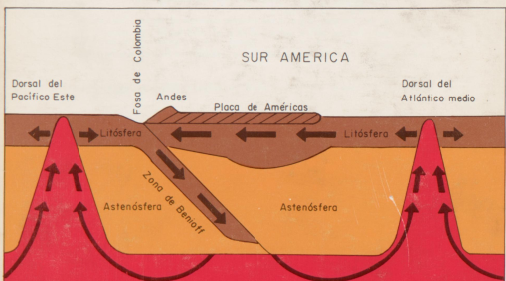 SUR AMERICA
Dorsal del
Pacífico Este
Fosa de Colombia
Andes
Placa de Américas
Dorsal del
Atlántico medio
Litósfera
Litósfera
Astenósfera
Zona de Benioff
Astenósfera